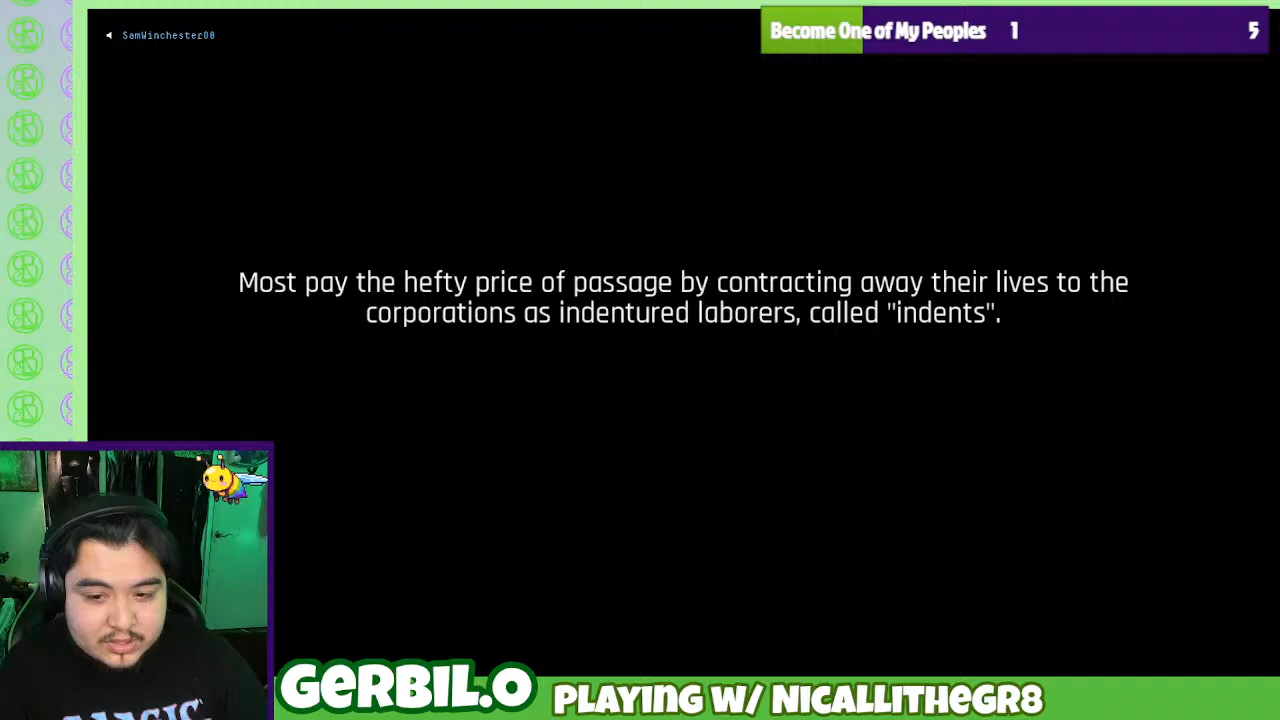 SamWinchester08
Become One of My Peoples 1 5
Most pay the hefty price of passage by contracting away their lives to the
corporations as indentured laborers, called "indents".
MAGIC
GERBIL.O
PLAYING W/ NICALLITHEGR8